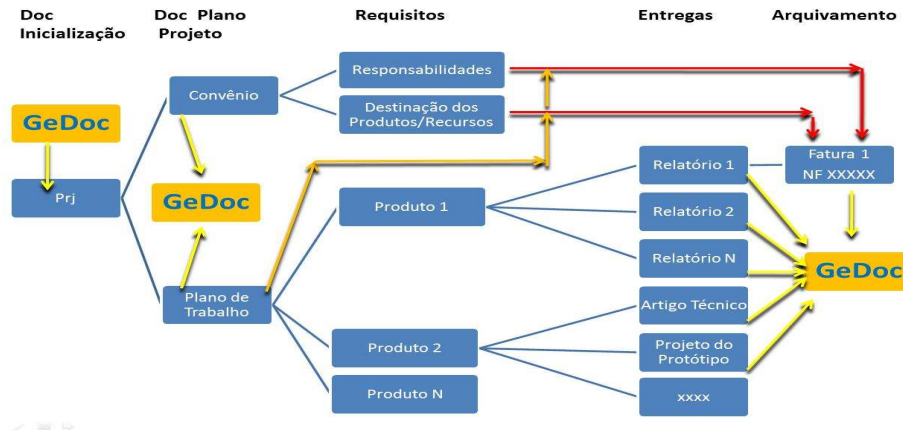 Doc
Inicialização
Doc Plano
Projeto
Requisitos
Entregas
Arquivamento
GeDoc
Prj
Convênio
GeDoc
Plano de
Trabalho
Responsabilidades
Destinação dos
Produtos/Recursos
Produto 1
Produto 2
Produto N
Relatório 1
Relatório 2
Relatório N
Artigo Técnico
Projeto do
Protótipo
xxxx
Fatura 1
NF XXXXX
GeDoc